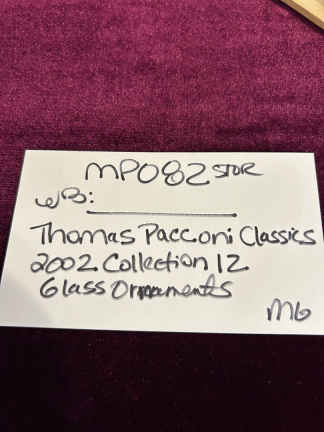 MP082 STOR
WB:
Thomas Pacconi Classics
2002 Collection 12
Glass Ornaments
MG